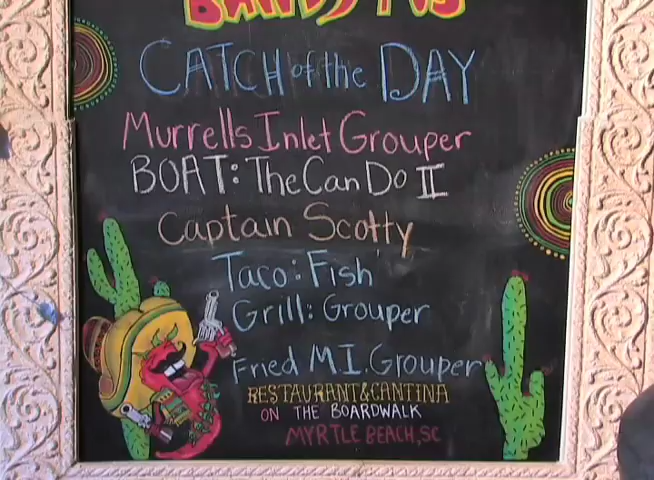 CATCH of the DAY
Murrells Inlet Grouper
BOAT: The Can Do II
Captain Scotty
Taco: Fish
Grill: Grouper
Fried M.I. Grouper
RESTAURANT & CANTINA
ON THE BOARDWALK
MYRTLE BEACH, SC